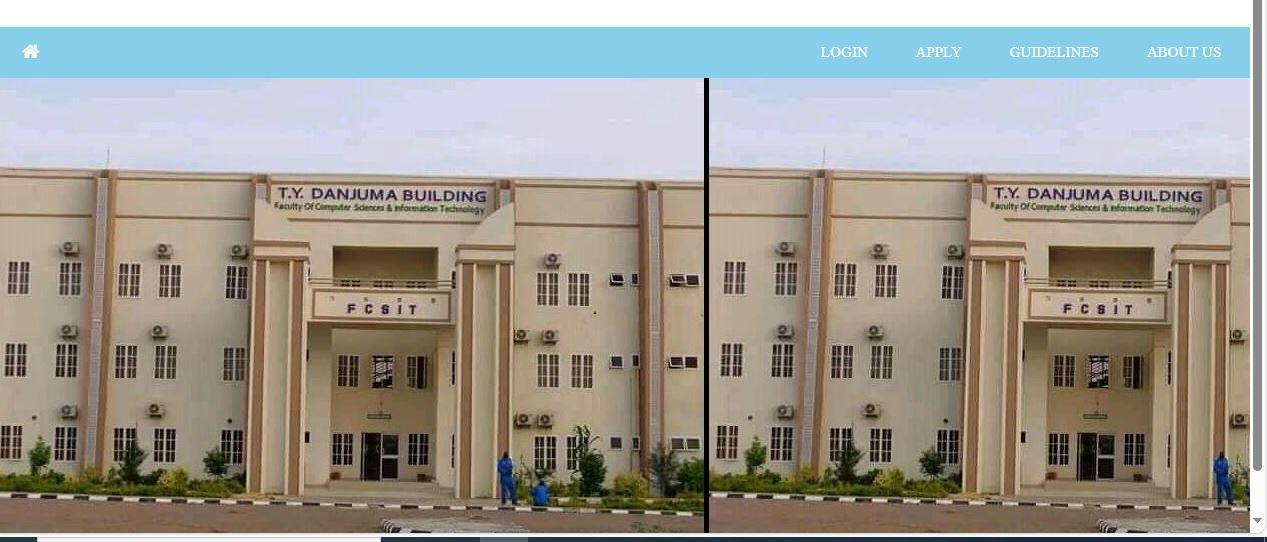 LOGIN APPLY GUIDELINES ABOUT US
T.Y. DANJUMA BUILDING
Faculty Of Computer Sciences & Information Technology
FCSIT
T.Y. DANJUMA BUILDING
Faculty Of Computer Sciences & Information Technology
FCSIT